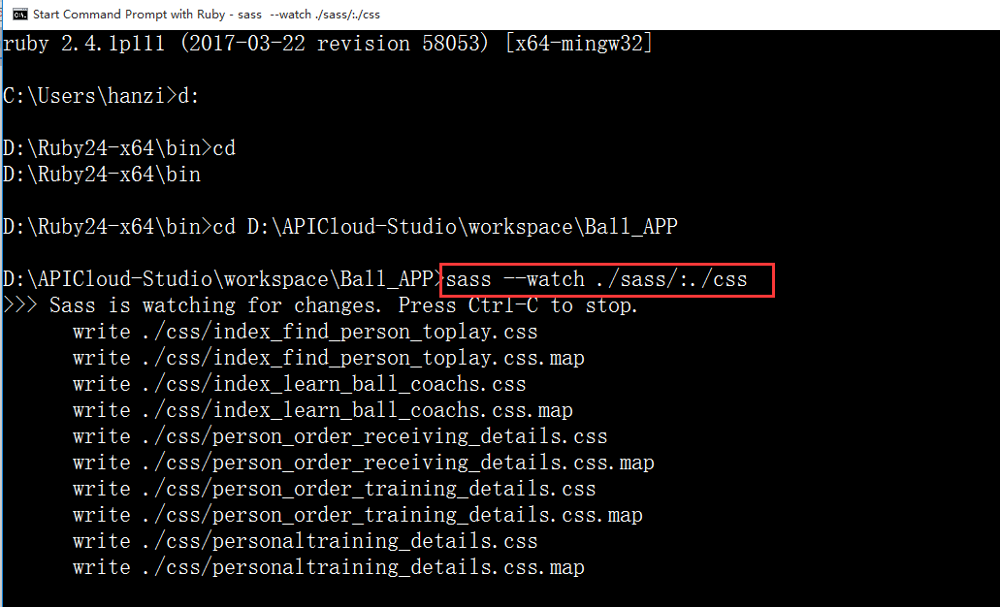 Start Command Prompt with Ruby - sass --watch ./sass/:./css
ruby 2.4.1p111 (2017-03-22 revision 58053) [x64-mingw32]
C:\Users\hanzi>d:
D:\Ruby24-x64\bin>cd
D:\Ruby24-x64\bin
D:\Ruby24-x64\bin>cd D:\APICloud-Studio\workspace\Ball_APP
D:\APICloud-Studio\workspace\Ball_APP>sass --watch ./sass/:./css
>>> Sass is watching for changes. Press Ctrl-C to stop.
write ./css/index_find_person_toplay.css
write ./css/index_find_person_toplay.css.map
write ./css/index_learn_ball_coachs.css
write ./css/index_learn_ball_coachs.css.map
write ./css/person_order_receiving_details.css
write ./css/person_order_receiving_details.css.map
write ./css/person_order_training_details.css
write ./css/person_order_training_details.css.map
write ./css/personaltraining_details.css
write ./css/personaltraining_details.css.map